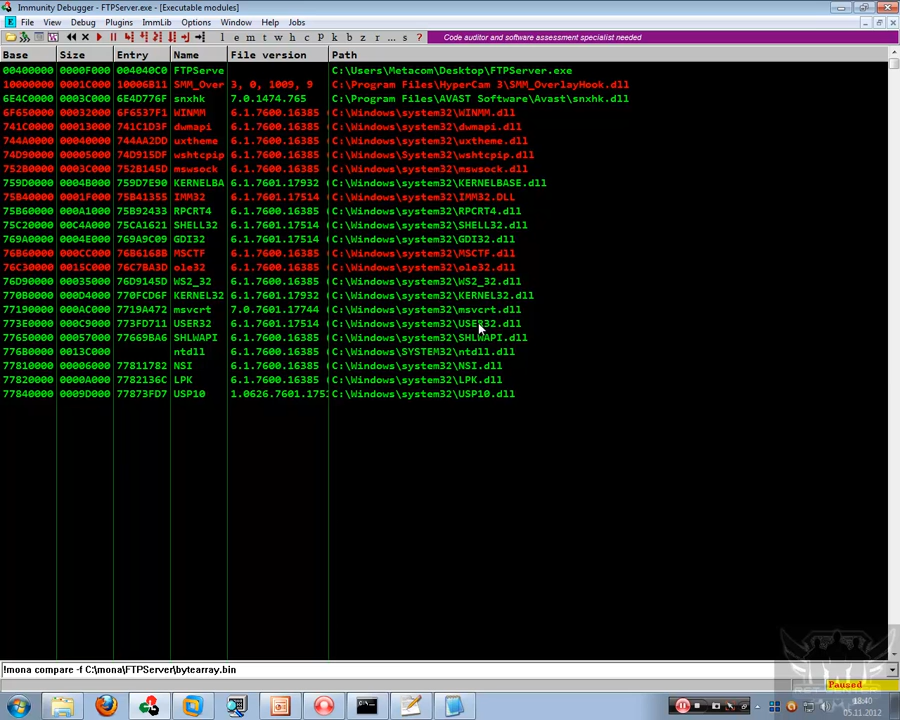 Immunity Debugger - FTPServer.exe - [Executable modules]
File View Debug Plugins ImmLib Options Window Help Jobs
l e m t w h c p k b z r ... s ? Code auditor and software assessment specialist needed
Base Size Entry Name File version Path
00400000 0000F000 004040C0 FTPServe C:\Users\Metacom\Desktop\FTPServer.exe
10000000 0000D000 10006B11 SMM_Over 3, 0, 1009, 9 C:\Program Files\HyperCam 3\SMM_OverlayHook.dll
6E4C0000 0003C000 6E4D776F snxhk 7.0.1474.765 C:\Program Files\AVAST Software\Avast\snxhk.dll
6F650000 00032000 6F6537F1 WINMM 6.1.7600.16385 C:\Windows\system32\WINMM.dll
741C0000 00013000 741C1D3F dwmapi 6.1.7600.16385 C:\Windows\system32\dwmapi.dll
744A0000 00040000 744AA2DD uxtheme 6.1.7600.16385 C:\Windows\system32\uxtheme.dll
74D90000 00005000 74D915DF wshtcpip 6.1.7600.16385 C:\Windows\system32\wshtcpip.dll
752B0000 0003C000 752B145D mswsock 6.1.7600.16385 C:\Windows\system32\mswsock.dll
759D0000 0004B000 759D7E90 KERNELBA 6.1.7601.17932 C:\Windows\system32\KERNELBASE.dll
75B40000 0001F000 75B41355 IMM32 6.1.7601.17514 C:\Windows\system32\IMM32.DLL
75B60000 000A1000 75B92433 RPCRT4 6.1.7600.16385 C:\Windows\system32\RPCRT4.dll
75C20000 00C4A000 75CA1621 SHELL32 6.1.7601.17514 C:\Windows\system32\SHELL32.dll
769A0000 0004E000 769A9C09 GDI32 6.1.7601.17514 C:\Windows\system32\GDI32.dll
76B60000 000CC000 76B6168B MSCTF 6.1.7600.16385 C:\Windows\system32\MSCTF.dll
76C30000 0015C000 76C7BA3D ole32 6.1.7600.16385 C:\Windows\system32\ole32.dll
76D90000 00035000 76D9145D WS2_32 6.1.7600.16385 C:\Windows\system32\WS2_32.dll
770B0000 000D4000 770FCD6F KERNEL32 6.1.7601.17932 C:\Windows\system32\KERNEL32.dll
77190000 000AC000 7719A472 msvcrt 7.0.7601.17744 C:\Windows\system32\msvcrt.dll
773E0000 000C9000 773FD711 USER32 6.1.7601.17514 C:\Windows\system32\USER32.dll
77650000 00057000 77669BA6 SHLWAPI 6.1.7600.16385 C:\Windows\system32\SHLWAPI.dll
776B0000 0013C000 ntdll 6.1.7600.16385 C:\Windows\SYSTEM32\ntdll.dll
77810000 00006000 77811782 NSI 6.1.7600.16385 C:\Windows\system32\NSI.dll
77820000 0000A000 7782136C LPK 6.1.7600.16385 C:\Windows\system32\LPK.dll
77840000 0009D000 77873FD7 USP10 1.0626.7601.175 C:\Windows\system32\USP10.dll
!mona compare -f C:\mona\FTPServer\bytearray.bin
Paused
18:40
05.11.2012